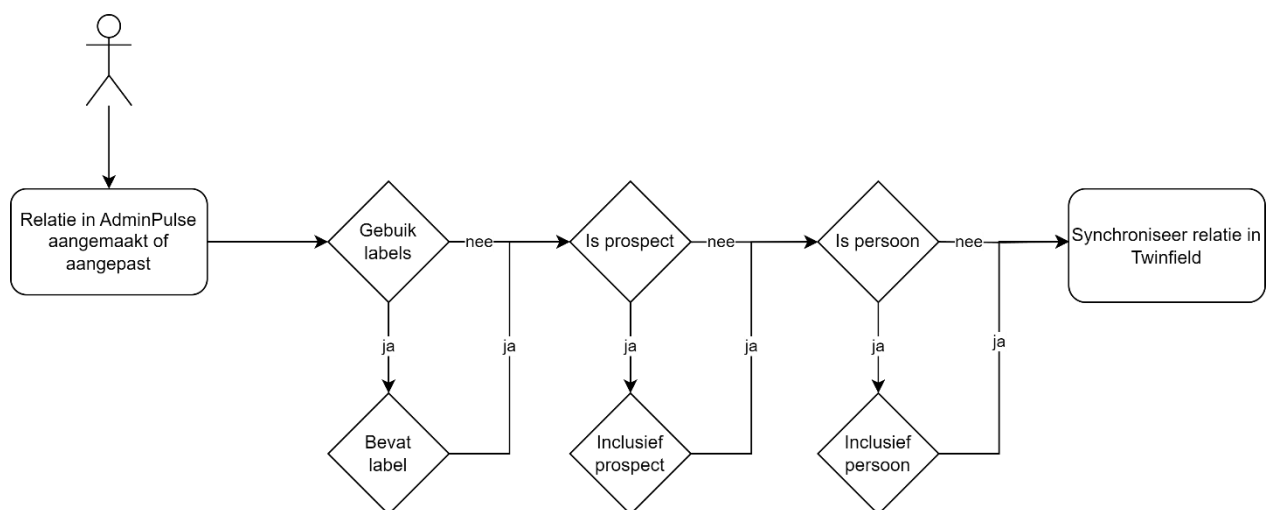 Relatie in AdminPulse
aangemaakt of
aangepast
Gebuik
labels
nee
Is prospect
nee
Is persoon
nee
Synchroniseer relatie in
Twinfield
ja
ja
ja
ja
ja
ja
Bevat
label
Inclusief
prospect
Inclusief
persoon